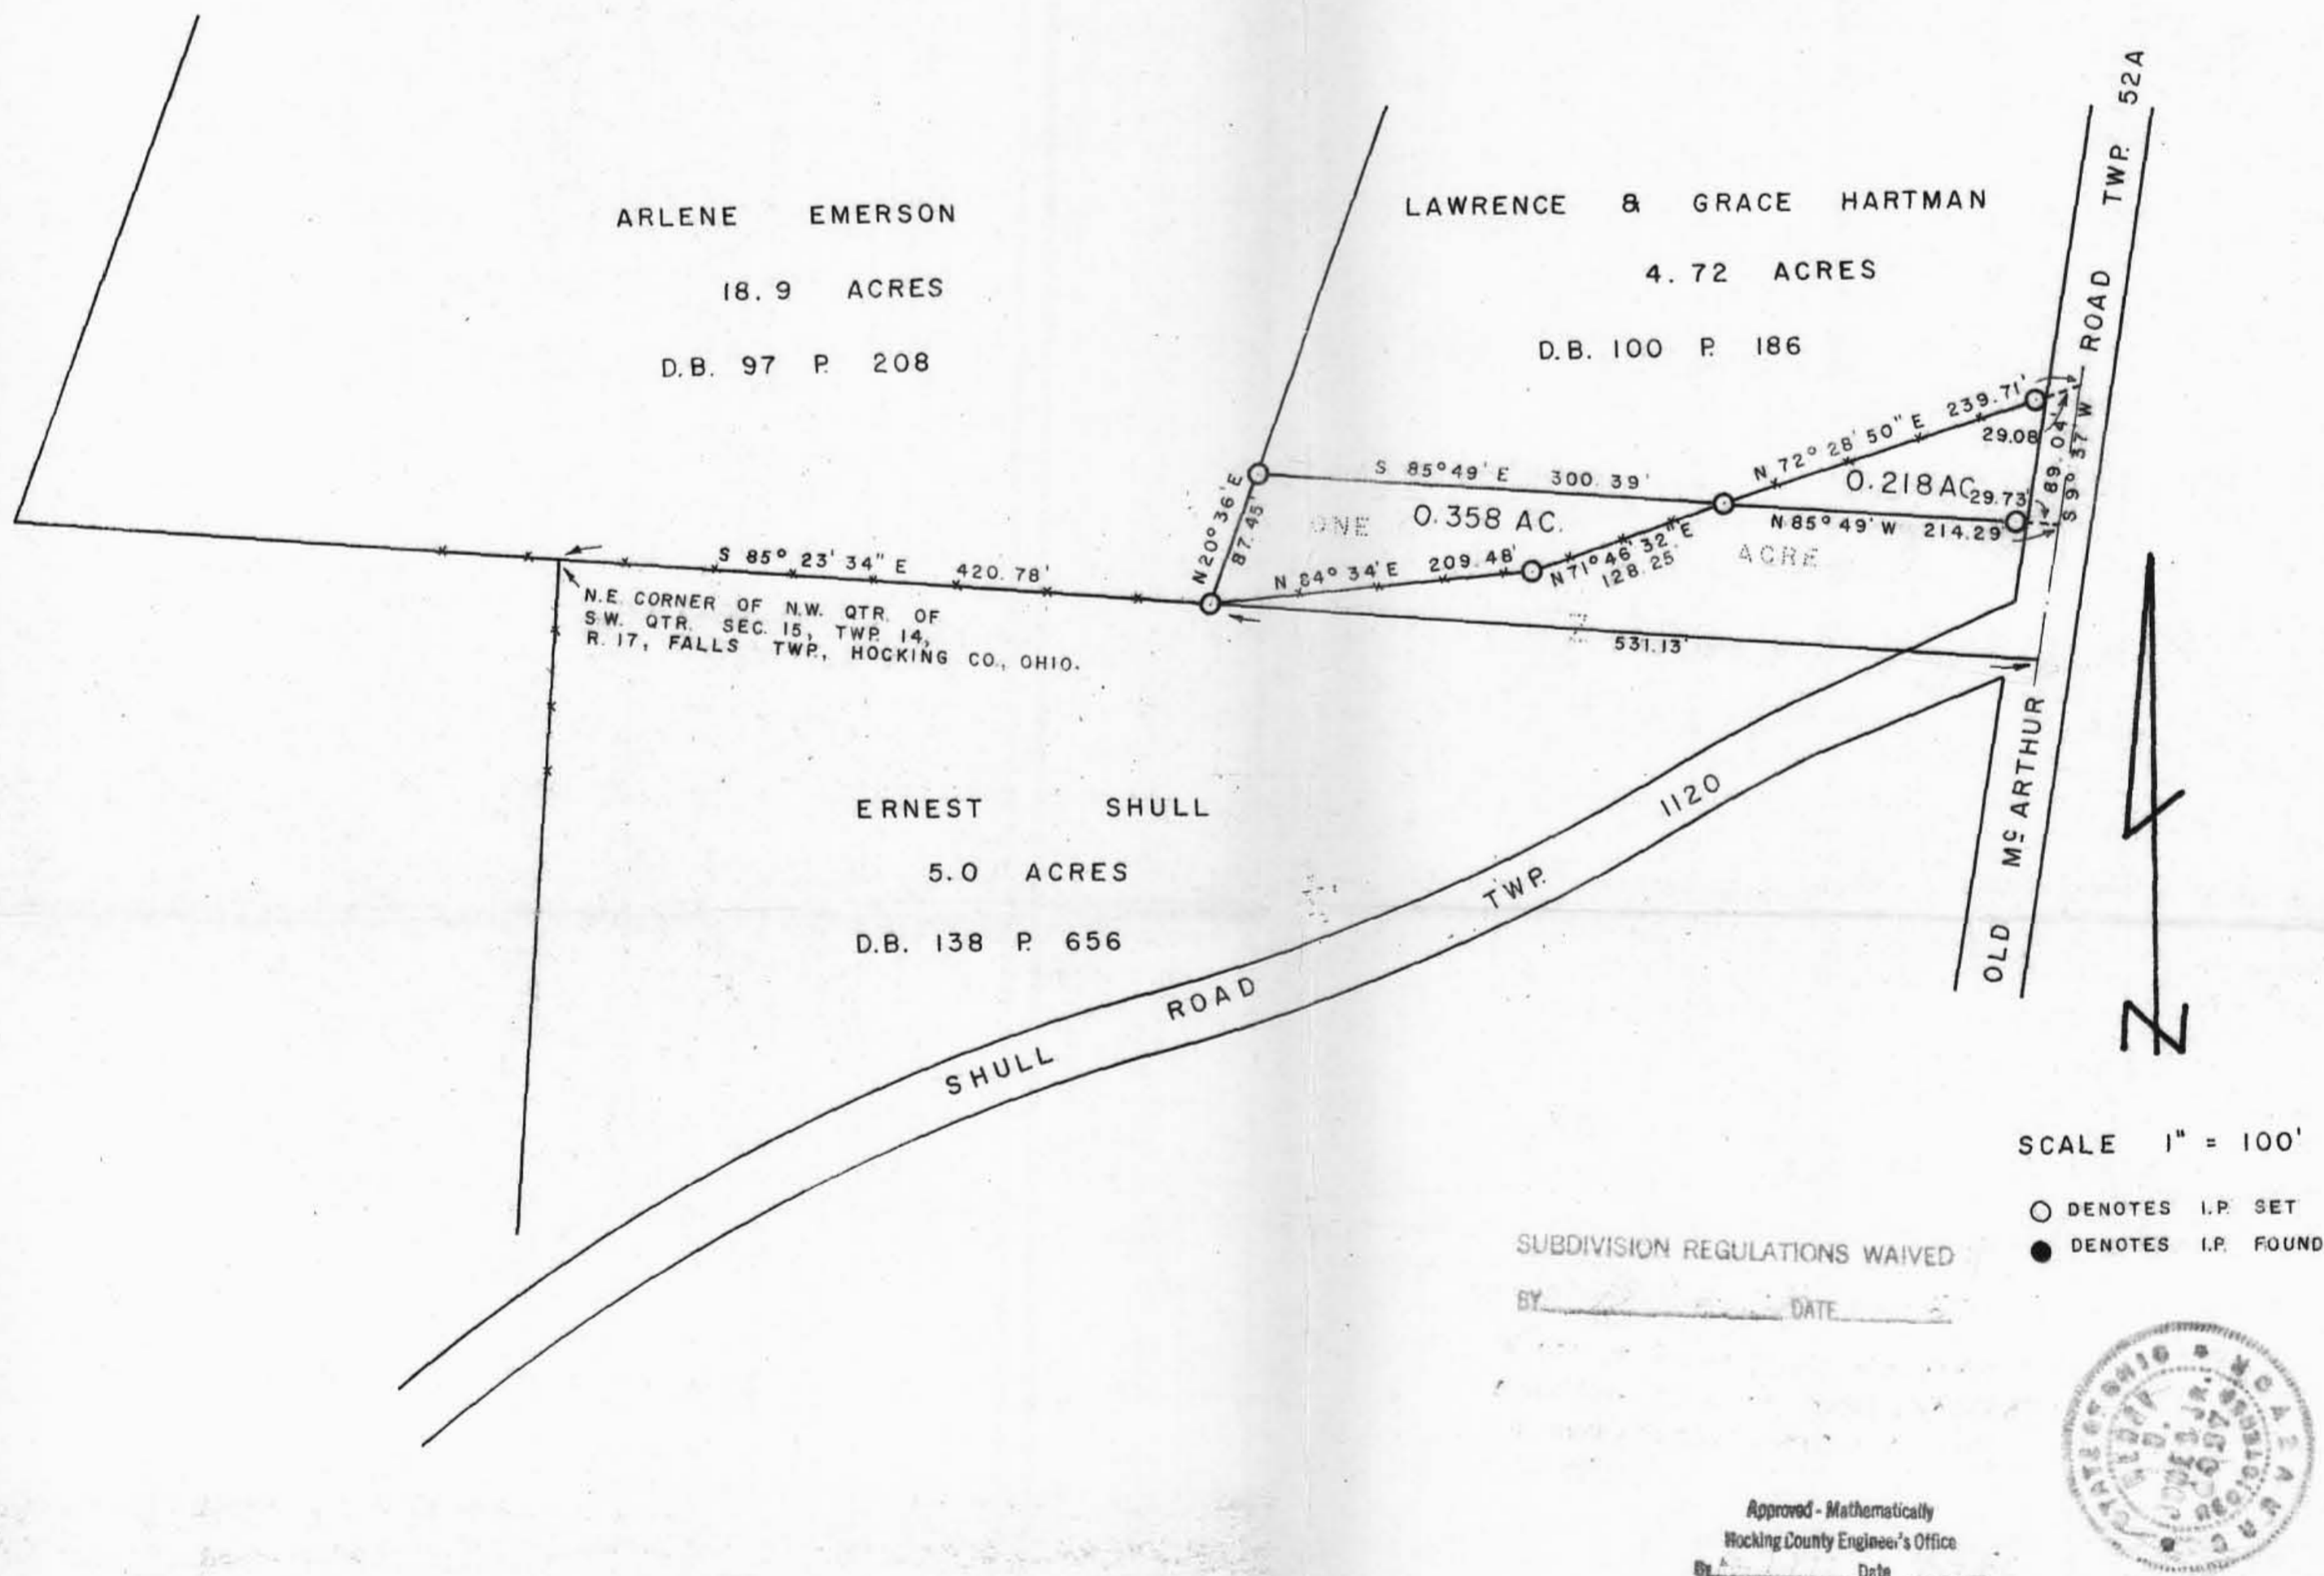 ARLENE EMERSON
18.9 ACRES
D.B. 97 P. 208
LAWRENCE & GRACE HARTMAN
4.72 ACRES
D.B. 100 P. 186
OLD McARTHUR ROAD TWP. 52A
N 72° 28' 50" E 239.71'
29.08'
89.04'
S 9° 37' W
0.218 AC.
29.73'
S 85° 49' E 300.39'
N 85° 49' W 214.29'
N 20° 36' E
87.45'
ONE
0.358 AC.
ACRE
N 84° 34' E 209.48'
N 71° 46' 32" E
128.25'
S 85° 23' 34" E 420.78'
531.13'
N.E. CORNER OF N.W. QTR. OF
S.W. QTR. SEC. 15, TWP. 14,
R. 17, FALLS TWP., HOCKING CO., OHIO.
ERNEST SHULL
5.0 ACRES
D.B. 138 P. 656
SHULL ROAD TWP. 1120
N
SCALE 1" = 100'
DENOTES I.P. SET
DENOTES I.P. FOUND
SUBDIVISION REGULATIONS WAIVED
BY DATE
Approved - Mathematically
Hocking County Engineer's Office
By Date